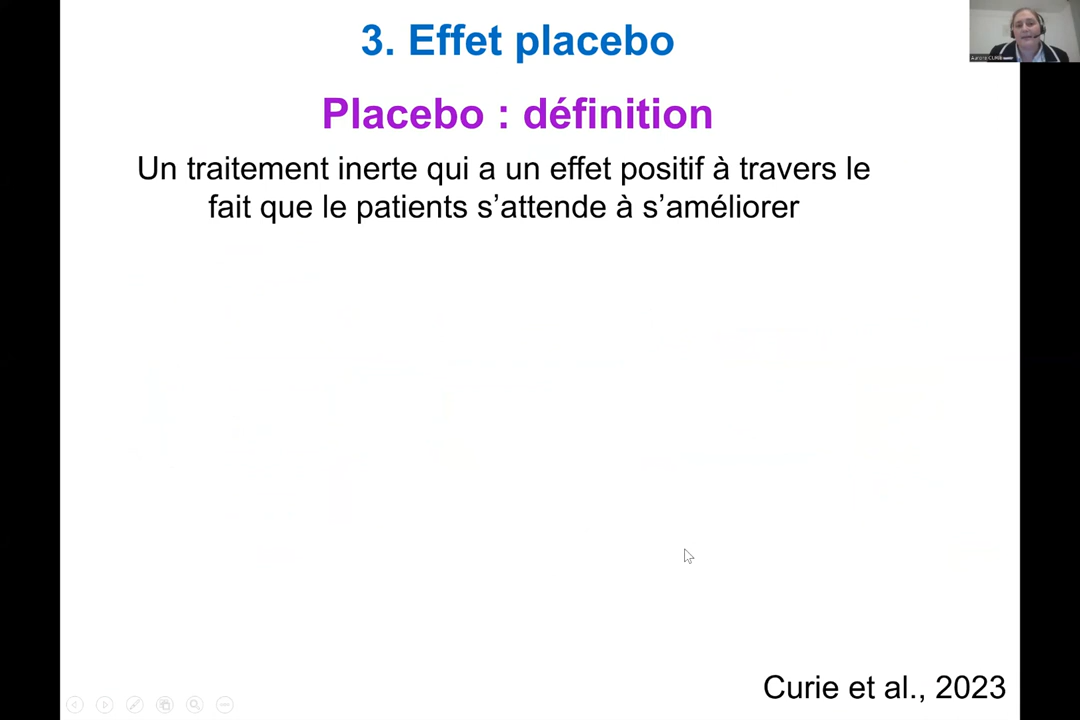 3. Effet placebo
Placebo : définition
Un traitement inerte qui a un effet positif à travers le
fait que le patients s’attende à s’améliorer
Curie et al., 2023